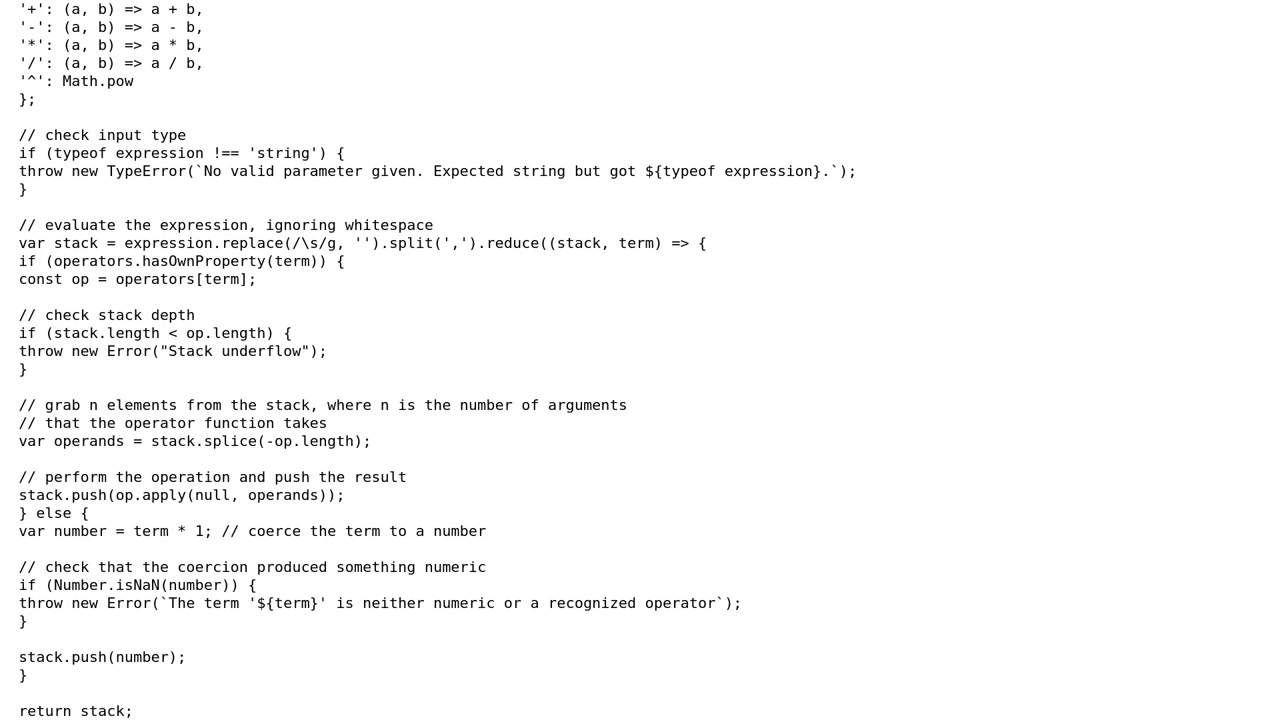 '+': (a, b) => a + b,
'-': (a, b) => a - b,
'*': (a, b) => a * b,
'/': (a, b) => a / b,
'^': Math.pow
};
// check input type
if (typeof expression !== 'string') {
throw new TypeError(`No valid parameter given. Expected string but got ${typeof expression}.`);
}
// evaluate the expression, ignoring whitespace
var stack = expression.replace(/\s/g, '').split(',').reduce((stack, term) => {
if (operators.hasOwnProperty(term)) {
const op = operators[term];
// check stack depth
if (stack.length < op.length) {
throw new Error("Stack underflow");
}
// grab n elements from the stack, where n is the number of arguments
// that the operator function takes
var operands = stack.splice(-op.length);
// perform the operation and push the result
stack.push(op.apply(null, operands));
} else {
var number = term * 1; // coerce the term to a number
// check that the coercion produced something numeric
if (Number.isNaN(number)) {
throw new Error(`The term '${term}' is neither numeric or a recognized operator`);
}
stack.push(number);
}
return stack;